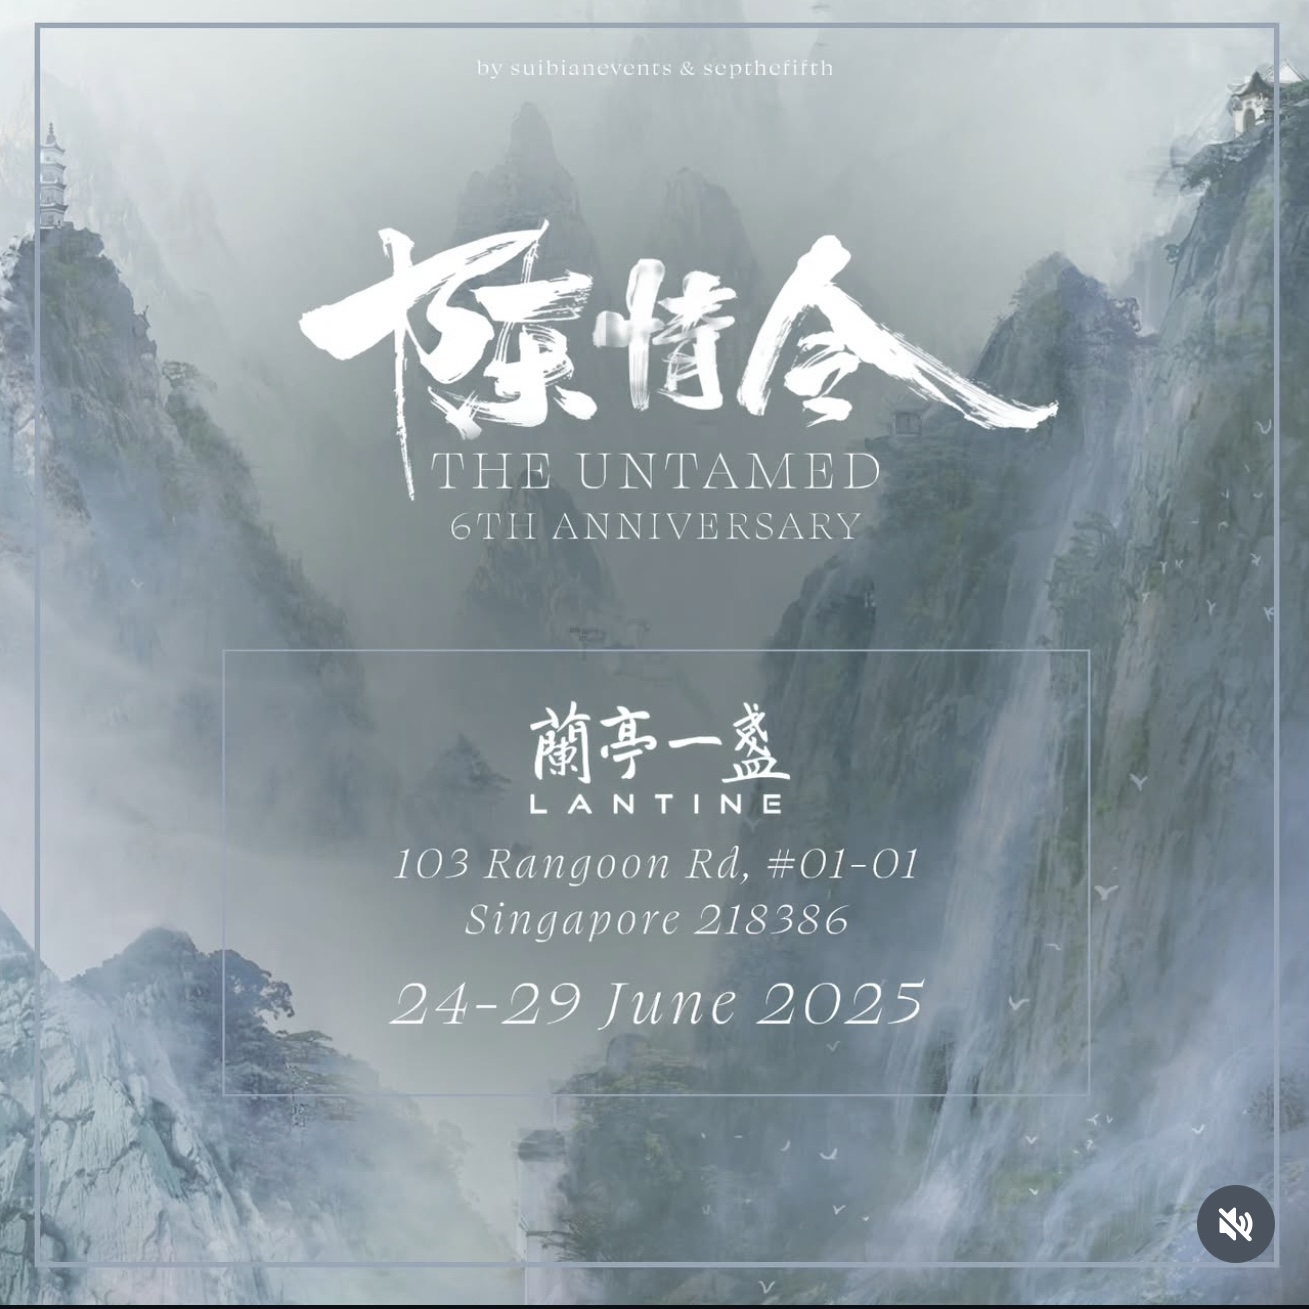 by suibianevents & septhefifth
陳情令
THE UNTAMED
6TH ANNIVERSARY
蘭亭一盏
LANTINE
103 Rangoon Rd, #01-01
Singapore 218386
24-29 June 2025